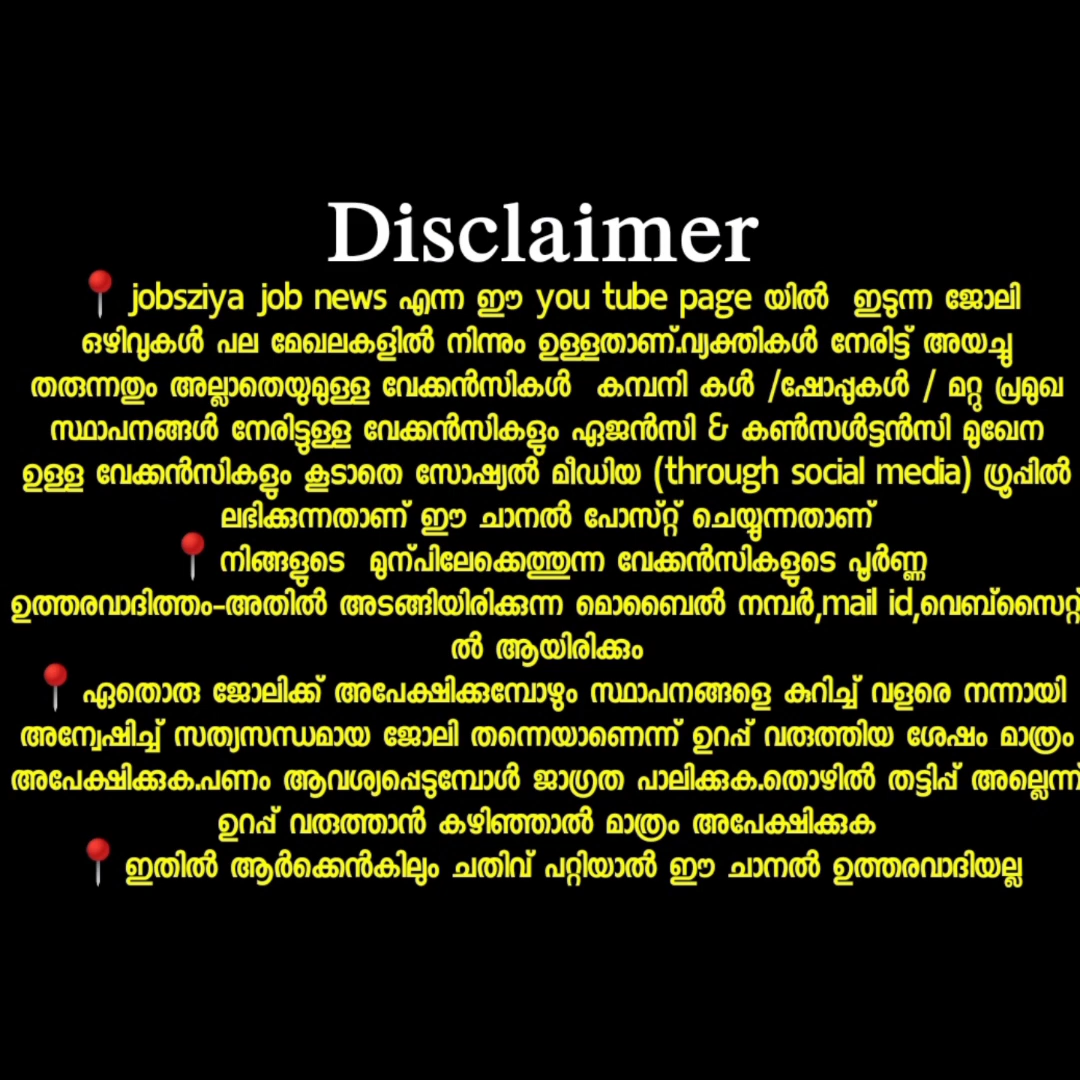 Disclaimer
📍 jobsziya job news എന്ന ഈ you tube page യിൽ ഇടുന്ന ജോലി
ഒഴിവുകൾ പല മേഖലകളിൽ നിന്നും ഉള്ളതാണ്.വ്യക്തികൾ നേരിട്ട് അയച്ചു
തരുന്നതും അല്ലാതെയുമുള്ള വേക്കൻസികൾ കമ്പനി കൾ /ഷോപ്പുകൾ / മറ്റു പ്രമുഖ
സ്ഥാപനങ്ങൾ നേരിട്ടുള്ള വേക്കൻസികളും ഏജൻസി & കൺസൾട്ടൻസി മുഖേന
ഉള്ള വേക്കൻസികളും കൂടാതെ സോഷ്യൽ മീഡിയ (through social media) ഗ്രൂപ്പിൽ
ലഭിക്കുന്നതാണ് ഈ ചാനൽ പോസ്റ്റ് ചെയ്യുന്നതാണ്
📍 നിങ്ങളുടെ മുന്പിലേക്കെത്തുന്ന വേക്കൻസികളുടെ പൂർണ്ണ
ഉത്തരവാദിത്തം-അതിൽ അടങ്ങിയിരിക്കുന്ന മൊബൈൽ നമ്പർ,mail id,വെബ്സൈറ്റ്
ൽ ആയിരിക്കും
📍 ഏതൊരു ജോലിക്ക് അപേക്ഷിക്കുമ്പോഴും സ്ഥാപനങ്ങളെ കുറിച്ച് വളരെ നന്നായി
അന്വേഷിച്ച് സത്യസന്ധമായ ജോലി തന്നെയാണെന്ന് ഉറപ്പ് വരുത്തിയ ശേഷം മാത്രം
അപേക്ഷിക്കുക.പണം ആവശ്യപ്പെടുമ്പോൾ ജാഗ്രത പാലിക്കുക.തൊഴിൽ തട്ടിപ്പ് അല്ലെന്ന്
ഉറപ്പ് വരുത്താൻ കഴിഞ്ഞാൽ മാത്രം അപേക്ഷിക്കുക
📍 ഇതിൽ ആർക്കെൻകിലും ചതിവ് പറ്റിയാൽ ഈ ചാനൽ ഉത്തരവാദിയല്ല